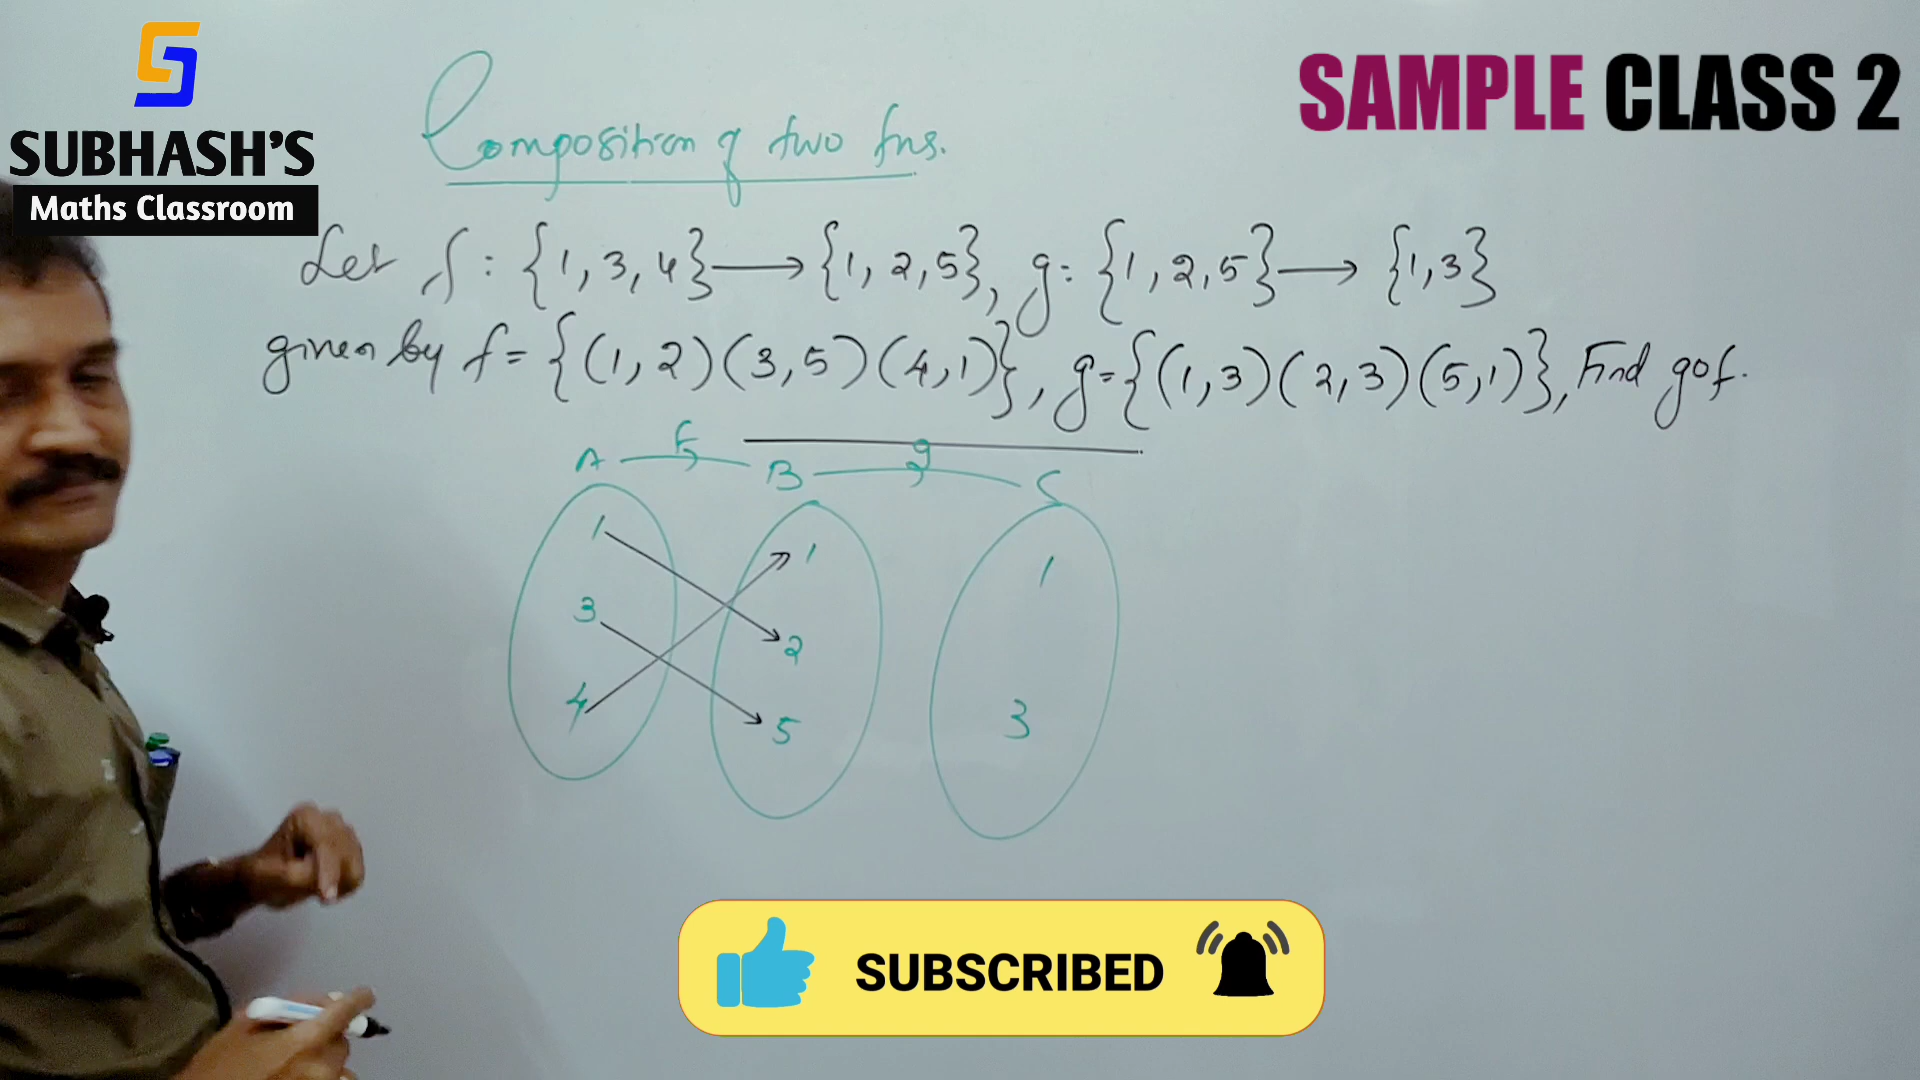 SUBHASH'S
Maths Classroom
SAMPLE CLASS 2
Composition of two fns.
Let f : {1, 3, 4} ⟶ {1, 2, 5}, g: {1, 2, 5} ⟶ {1,3}
given by f = {(1, 2) (3, 5) (4, 1)}, g = {(1, 3) (2, 3) (5, 1)}, Find gof.
f g
A B C
1 1 1
3 2
4 5 3
SUBSCRIBED